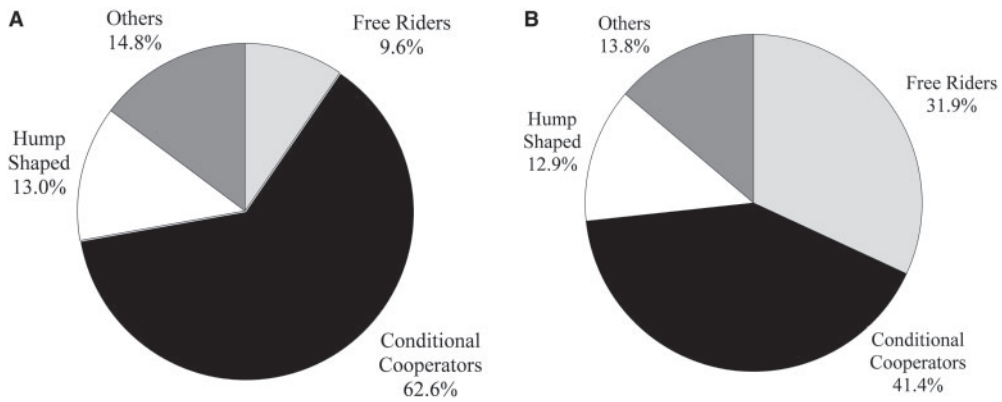 A
Others
14.8%
Free Riders
9.6%
Hump
Shaped
13.0%
Conditional
Cooperators
62.6%
B
Others
13.8%
Free Riders
31.9%
Hump
Shaped
12.9%
Conditional
Cooperators
41.4%